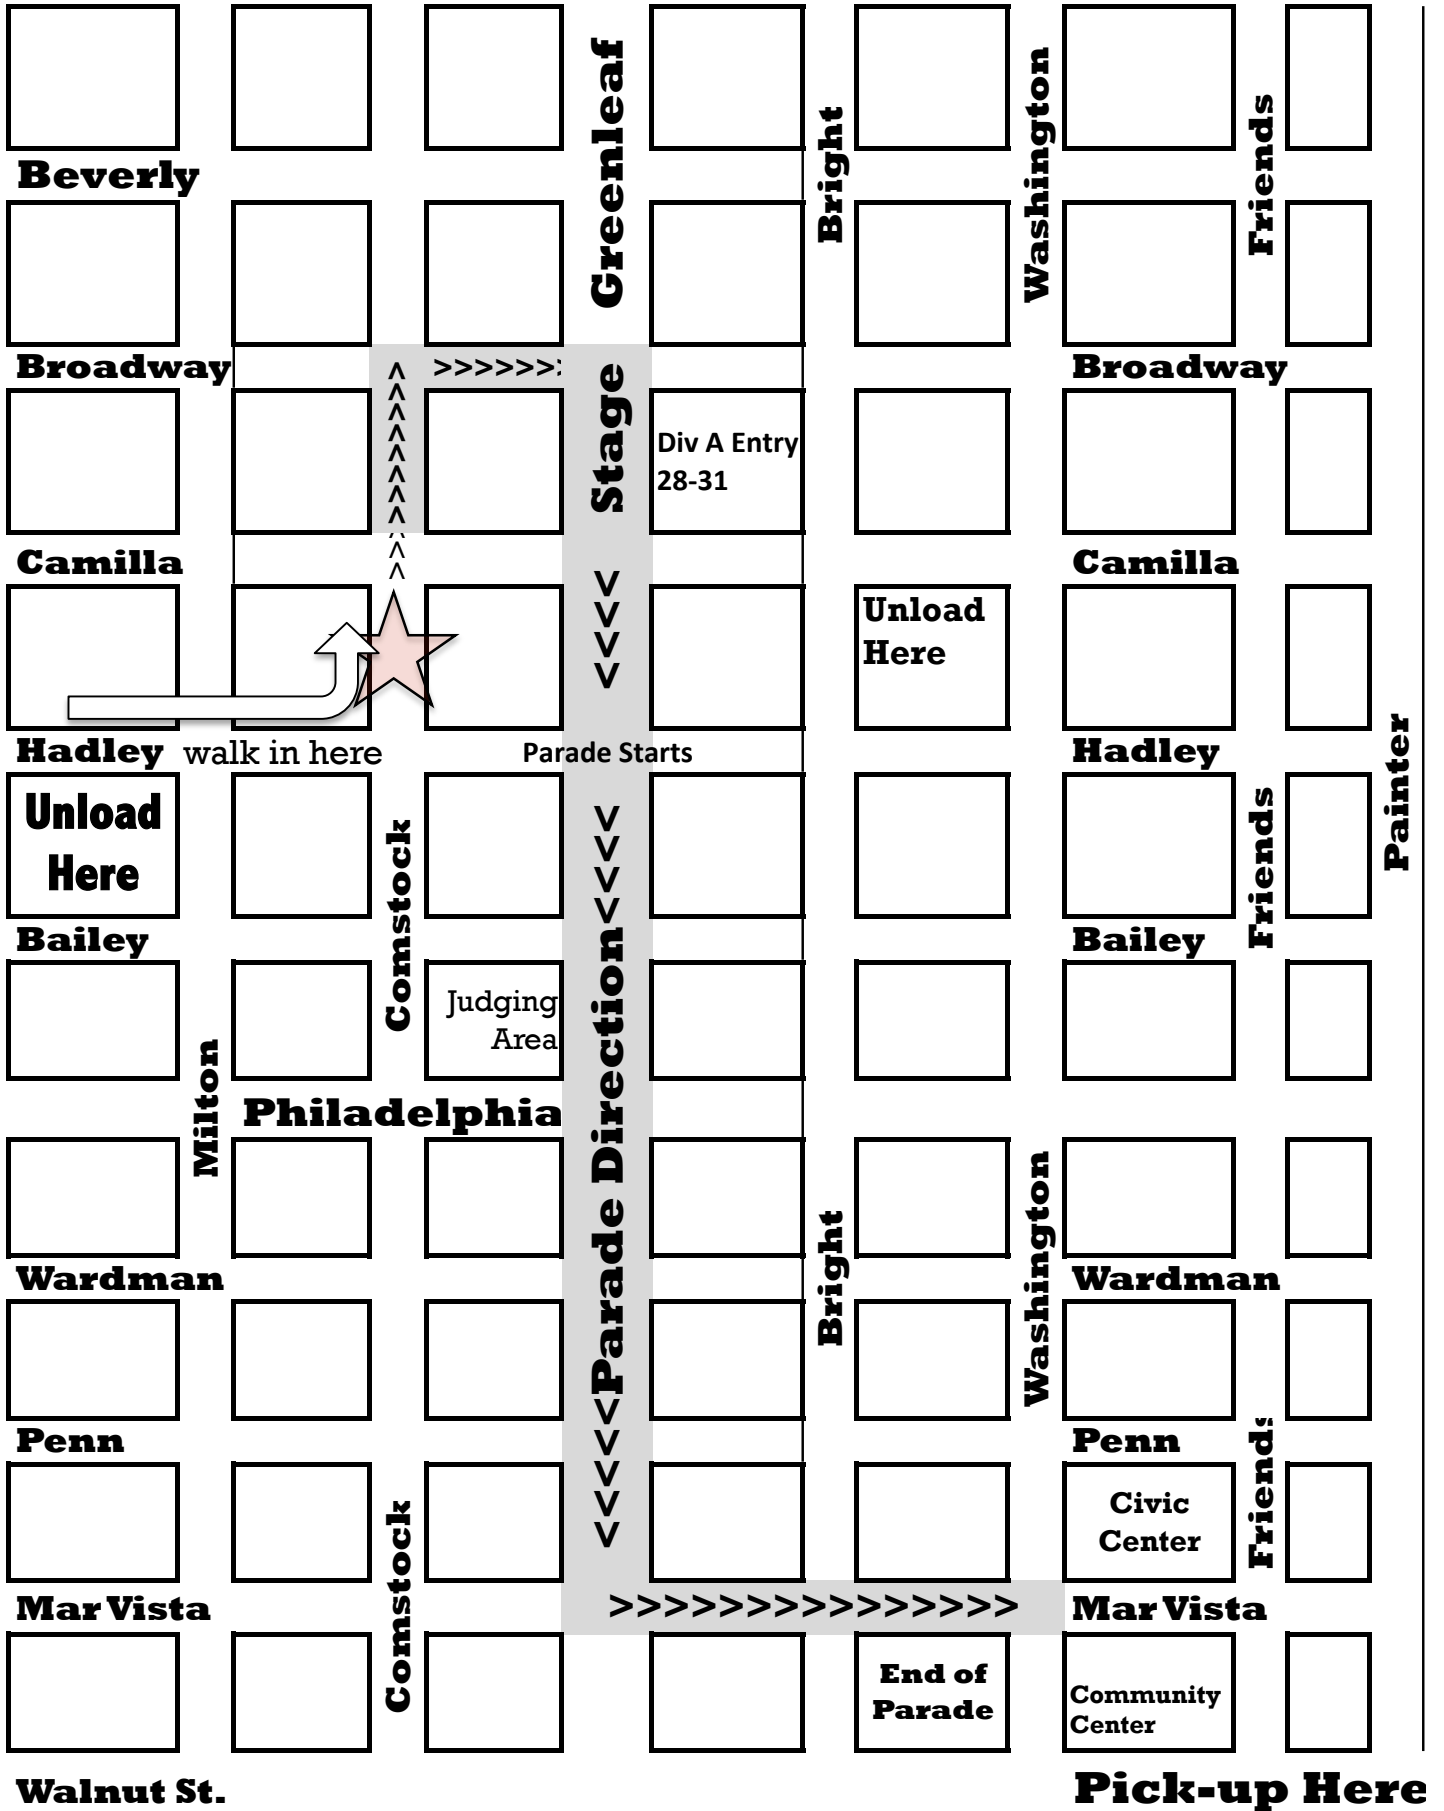 Greenleaf
Bright
Washington
Friends
Beverly
Broadway
^^^^^^^^^^
>>>>>>>
Stage
Broadway
Div A Entry
28-31
Camilla
Camilla
<<<<
Unload
Here
Hadley
walk in here
Parade Starts
Hadley
Painter
Unload
Here
Comstock
<<<<Parade Direction<<<<<
Friends
Bailey
Bailey
Judging
Area
Milton
Philadelphia
Bright
Washington
Wardman
Wardman
Penn
Penn
Friends
Comstock
Civic
Center
Mar Vista
>>>>>>>>>>>>>>>
Mar Vista
End of
Parade
Community
Center
Walnut St.
Pick-up Here